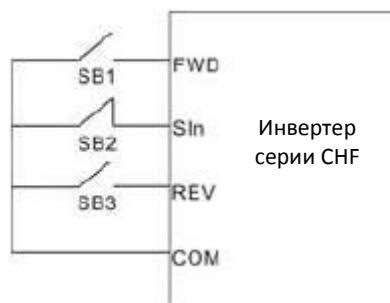 FWD
SB1
SIn
SB2
REV
SB3
COM
Инвертер
серии CHF